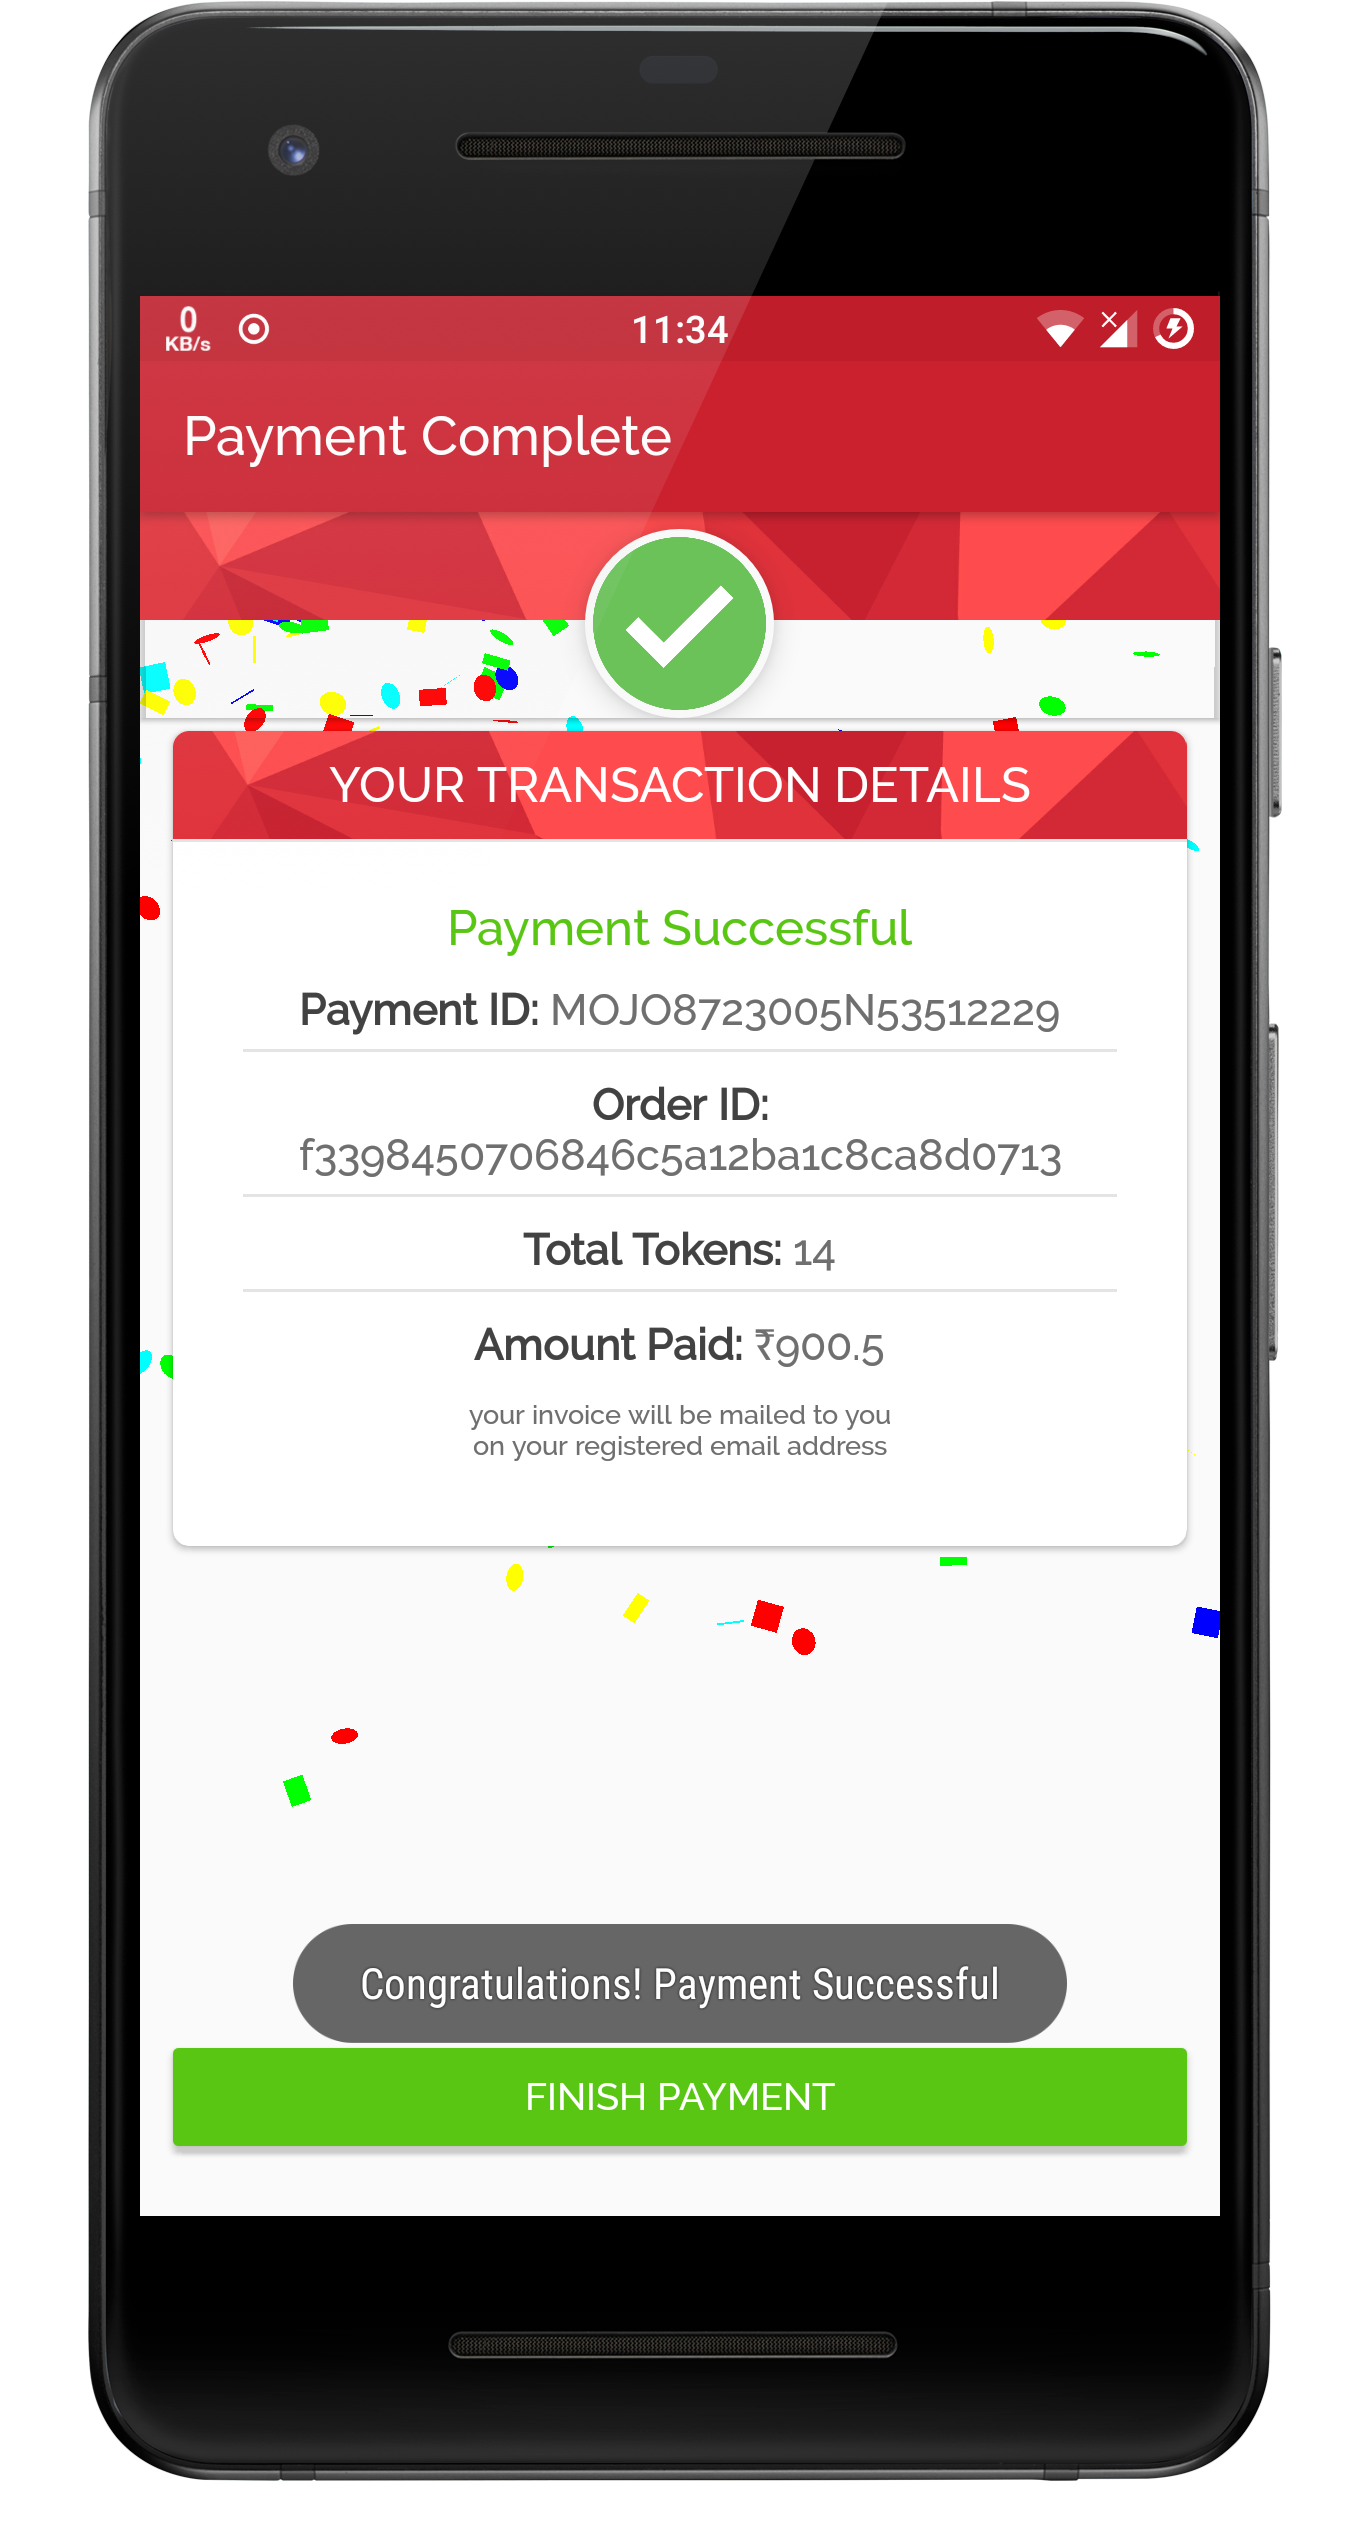 0
KB/s
11:34
Payment Complete
YOUR TRANSACTION DETAILS
Payment Successful
Payment ID: MOJO8723005N53512229
Order ID:
f3398450706846c5a12ba1c8ca8d0713
Total Tokens: 14
Amount Paid: ₹900.5
your invoice will be mailed to you
on your registered email address
Congratulations! Payment Successful
FINISH PAYMENT